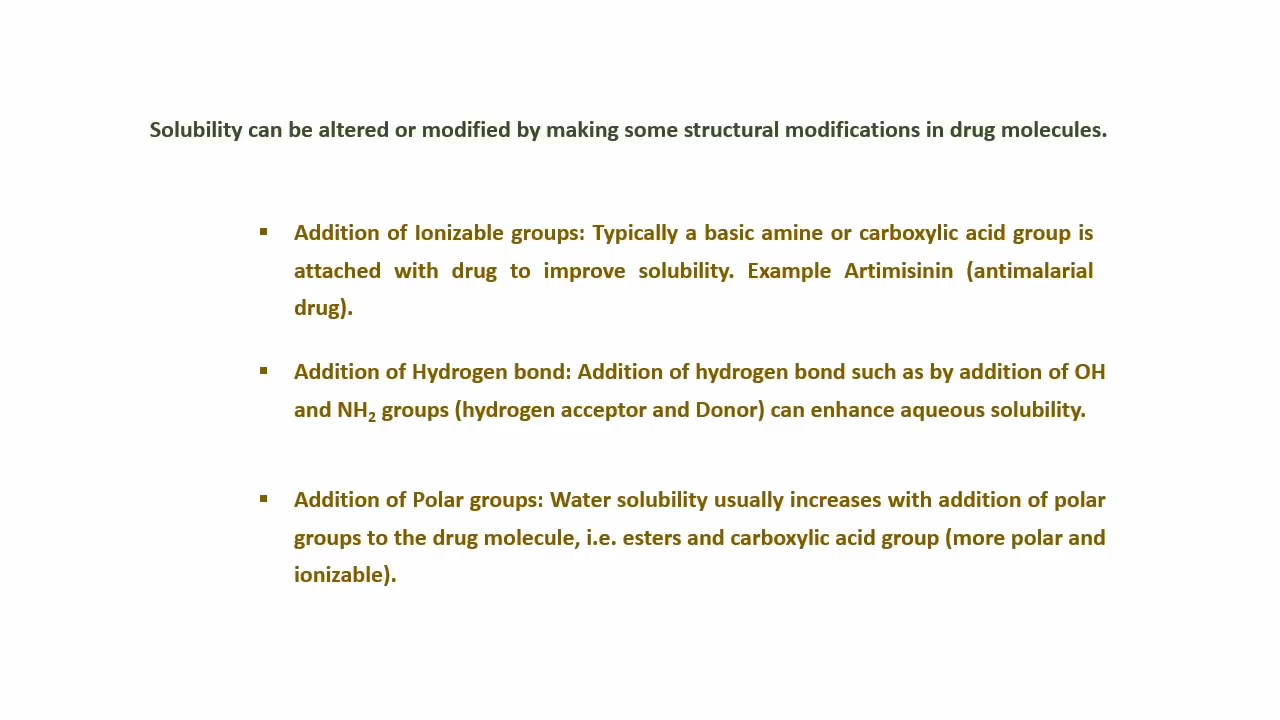 Solubility can be altered or modified by making some structural modifications in drug molecules.
▪ Addition of Ionizable groups: Typically a basic amine or carboxylic acid group is
attached with drug to improve solubility. Example Artimisinin (antimalarial
drug).
▪ Addition of Hydrogen bond: Addition of hydrogen bond such as by addition of OH
and NH₂ groups (hydrogen acceptor and Donor) can enhance aqueous solubility.
▪ Addition of Polar groups: Water solubility usually increases with addition of polar
groups to the drug molecule, i.e. esters and carboxylic acid group (more polar and
ionizable).